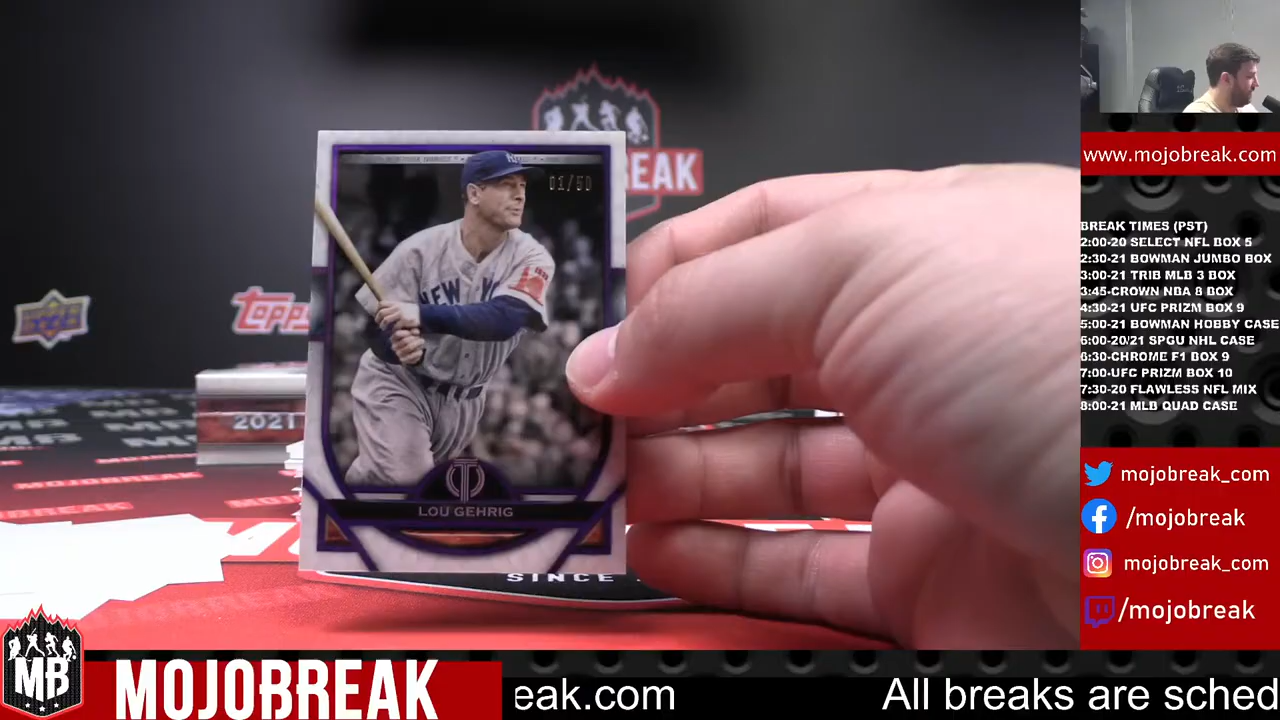 BREAK
01/50
NEW YO
Topps
2021
LOU GEHRIG
SINCE
MB
MOJOBREAK
eak.com
All breaks are sched
www.mojobreak.com
BREAK TIMES (PST)
2:00-20 SELECT NFL BOX 5
2:30-21 BOWMAN JUMBO BOX
3:00-21 TRIB MLB 3 BOX
3:45-CROWN NBA 8 BOX
4:30-21 UFC PRIZM BOX 9
5:00-21 BOWMAN HOBBY CASE
6:00-20/21 SPGU NHL CASE
6:30-CHROME F1 BOX 9
7:00-UFC PRIZM BOX 10
7:30-20 FLAWLESS NFL MIX
8:00-21 MLB QUAD CASE
mojobreak_com
/mojobreak
mojobreak_com
/mojobreak